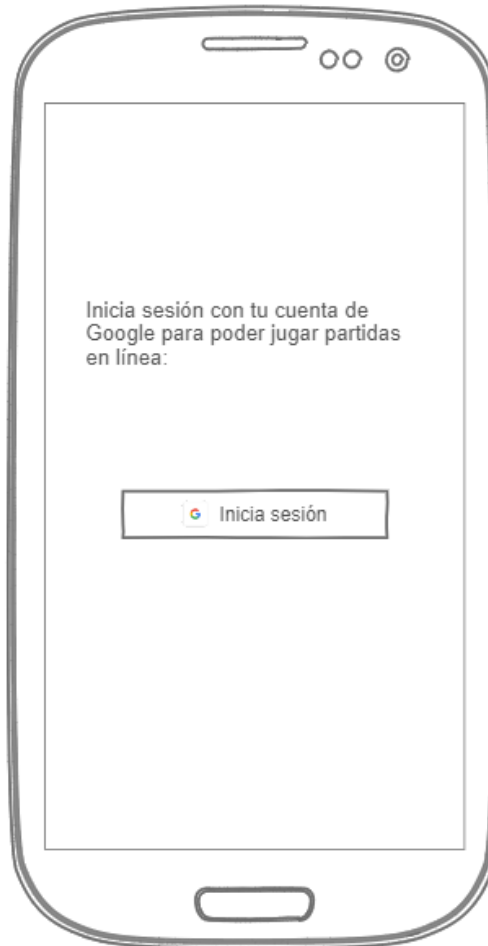 Inicia sesión con tu cuenta de
Google para poder jugar partidas
en línea:
Inicia sesión